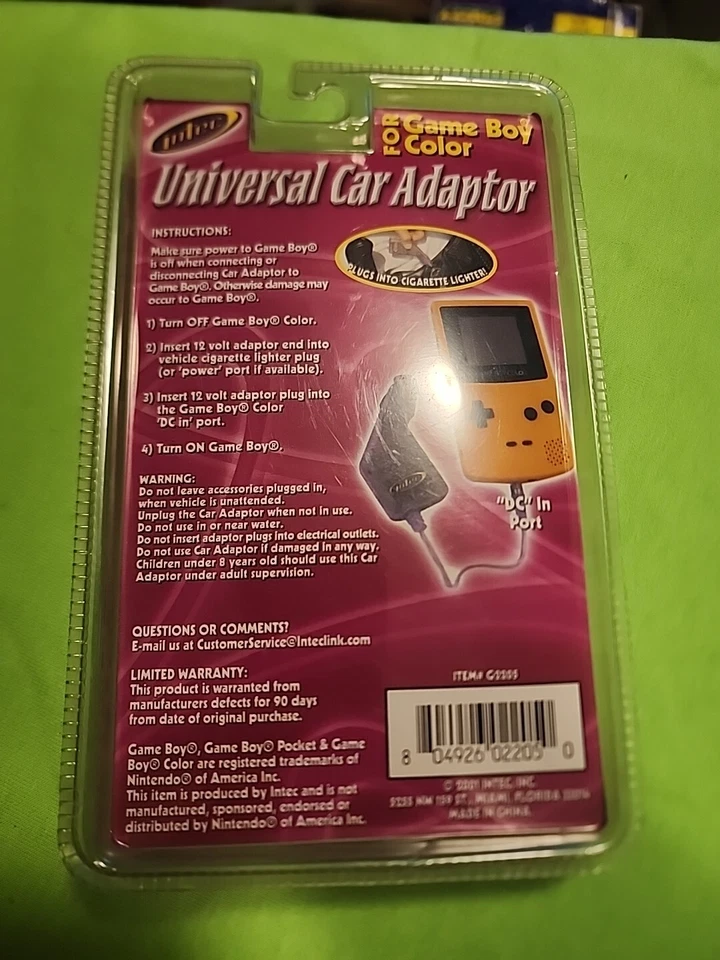 intec
FOR Game Boy®
Color
Universal Car Adaptor
INSTRUCTIONS:
Make sure power to Game Boy®
is off when connecting or
disconnecting Car Adaptor to
Game Boy®. Otherwise damage may
occur to Game Boy®.
1) Turn OFF Game Boy® Color.
2) Insert 12 volt adaptor end into
vehicle cigarette lighter plug
(or 'power' port if available).
3) Insert 12 volt adaptor plug into
the Game Boy® Color
'DC in' port.
4) Turn ON Game Boy®.
PLUGS INTO CIGARETTE LIGHTER!
intec
"DC" In
Port
WARNING:
Do not leave accessories plugged in,
when vehicle is unattended.
Unplug the Car Adaptor when not in use.
Do not use in or near water.
Do not insert adaptor plugs into electrical outlets.
Do not use Car Adaptor if damaged in any way.
Children under 8 years old should use this Car
Adaptor under adult supervision.
QUESTIONS OR COMMENTS?
E-mail us at CustomerService@Inteclink.com
LIMITED WARRANTY:
This product is warranted from
manufacturers defects for 90 days
from date of original purchase.
Game Boy®, Game Boy® Pocket & Game
Boy® Color are registered trademarks of
Nintendo® of America Inc.
This item is produced by Intec and is not
manufactured, sponsored, endorsed or
distributed by Nintendo® of America Inc.
ITEM# G2205
8 04926 02205 0
© 2001 INTEC, INC.
ST., MIAMI, FLORIDA
MADE IN CHINA